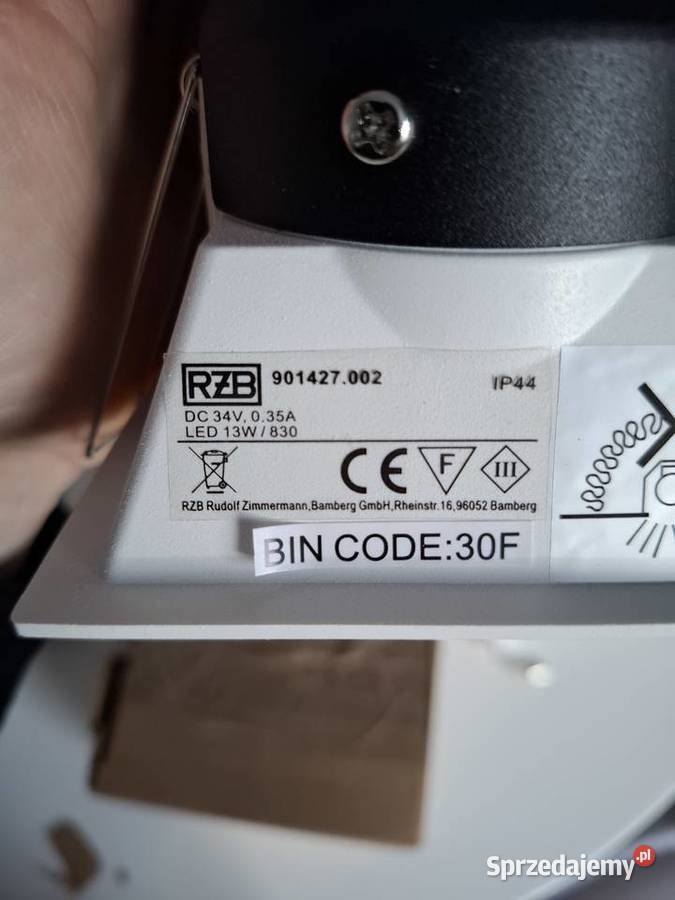 RZB 901427.002 IP44
DC 34V, 0.35A
LED 13W / 830
CE F III
RZB Rudolf Zimmermann,Bamberg GmbH,Rheinstr.16,96052 Bamberg
BIN CODE:30F
Sprzedajemy.pl